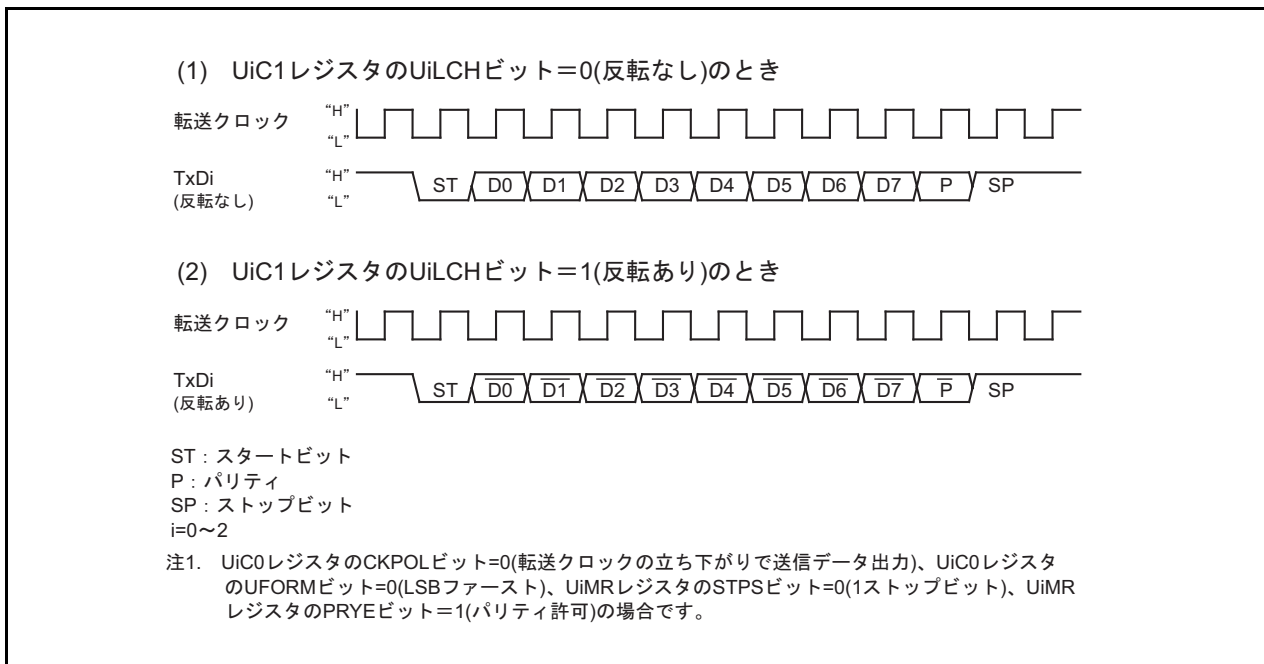 (1) UiC1レジスタのUiLCHビット＝0(反転なし)のとき
転送クロック “H” “L”
TxDi “H” ST D0 D1 D2 D3 D4 D5 D6 D7 P SP
(反転なし) “L”
(2) UiC1レジスタのUiLCHビット＝1(反転あり)のとき
転送クロック “H” “L”
TxDi “H” ST D̅0̅ D̅1̅ D̅2̅ D̅3̅ D̅4̅ D̅5̅ D̅6̅ D̅7̅ P̅ SP
(反転あり) “L”
ST：スタートビット
P：パリティ
SP：ストップビット
i=0～2
注1. UiC0レジスタのCKPOLビット=0(転送クロックの立ち下がりで送信データ出力)、UiC0レジスタ
のUFORMビット=0(LSBファースト)、UiMRレジスタのSTPSビット=0(1ストップビット)、UiMR
レジスタのPRYEビット＝1(パリティ許可)の場合です。